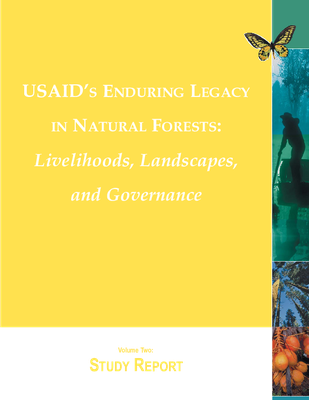 USAID's Enduring Legacy
in Natural Forests:
Livelihoods, Landscapes,
and Governance
Volume Two:
Study Report